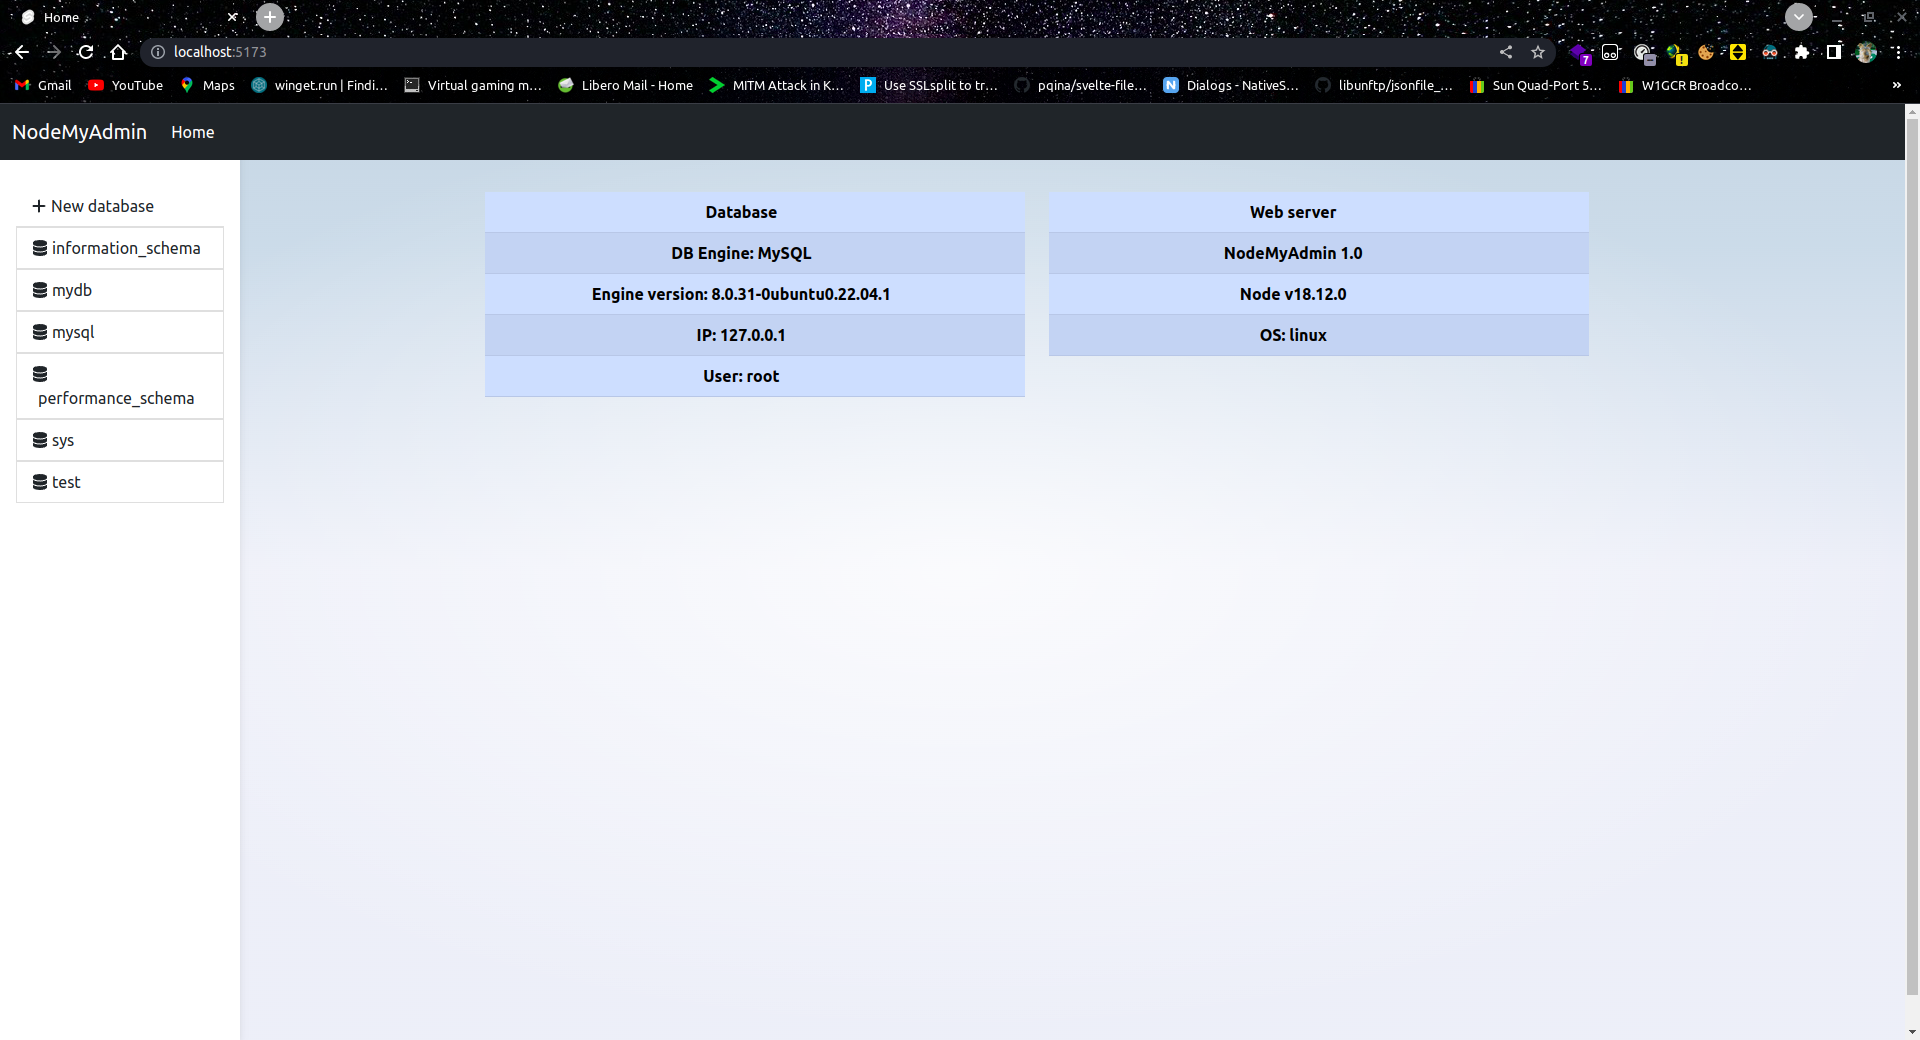 Home
localhost:5173
7
!
Gmail
YouTube
Maps
winget.run | Findi...
Virtual gaming m...
Libero Mail - Home
MITM Attack in K...
Use SSLsplit to tr...
pqina/svelte-file...
Dialogs - NativeS...
libunftp/jsonfile_...
Sun Quad-Port 5...
W1GCR Broadco...
»
NodeMyAdmin
Home
+ New database
information_schema
mydb
mysql
performance_schema
sys
test
Database
DB Engine: MySQL
Engine version: 8.0.31-0ubuntu0.22.04.1
IP: 127.0.0.1
User: root
Web server
NodeMyAdmin 1.0
Node v18.12.0
OS: linux